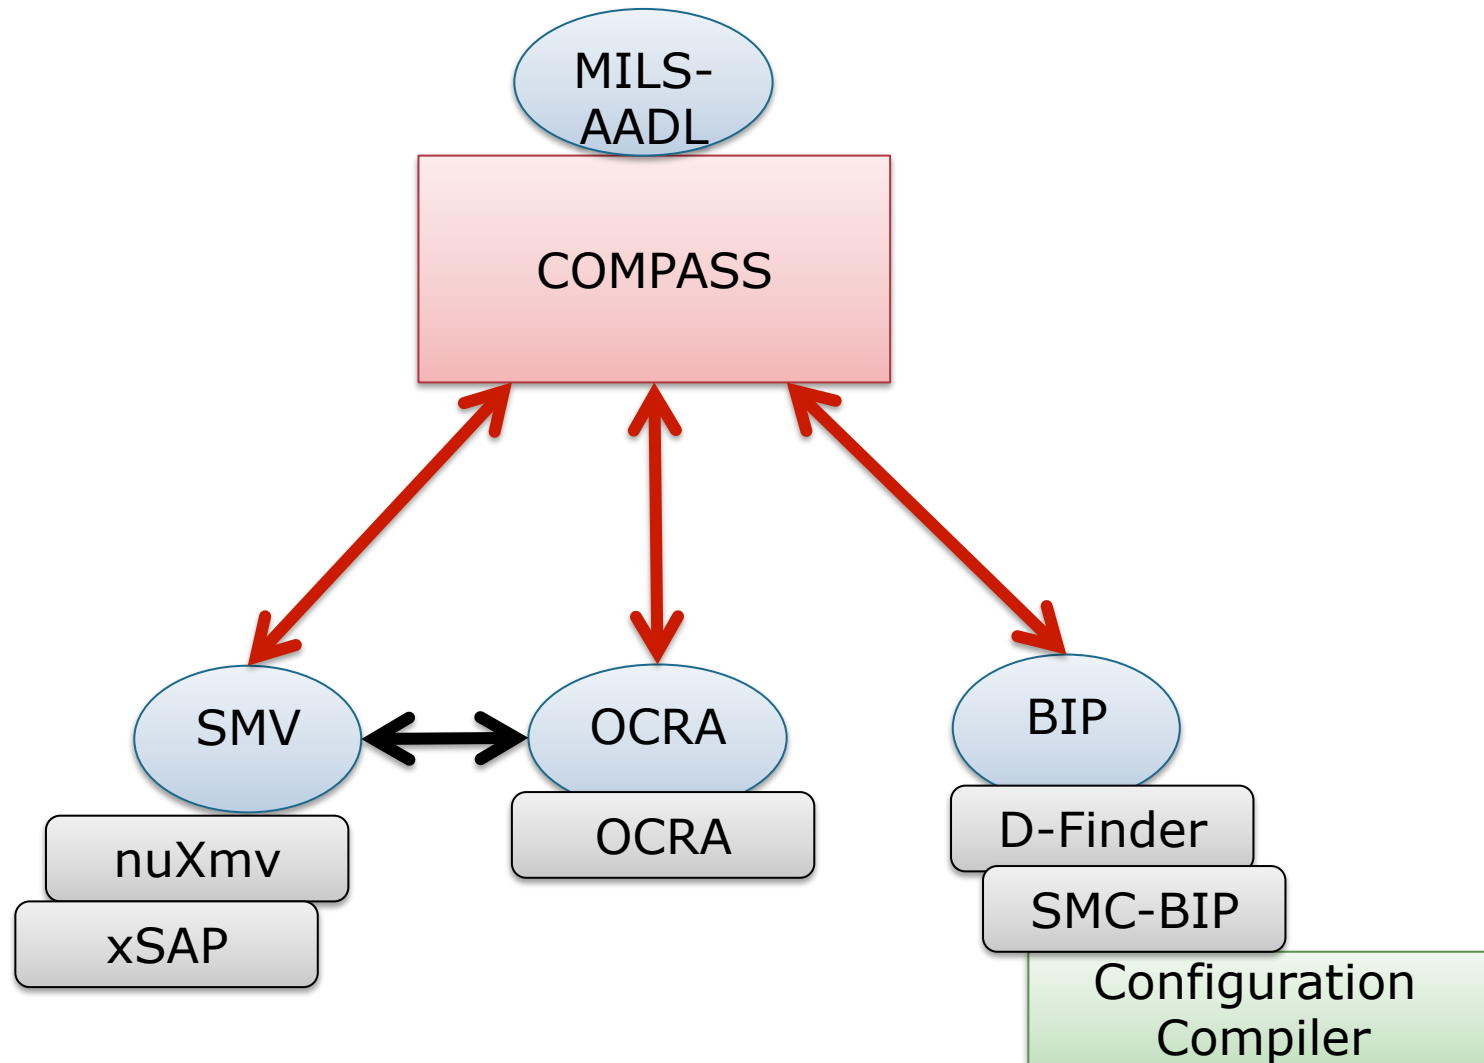 MILS-
AADL
COMPASS
SMV
OCRA
BIP
nuXmv
xSAP
OCRA
D-Finder
SMC-BIP
Configuration
Compiler